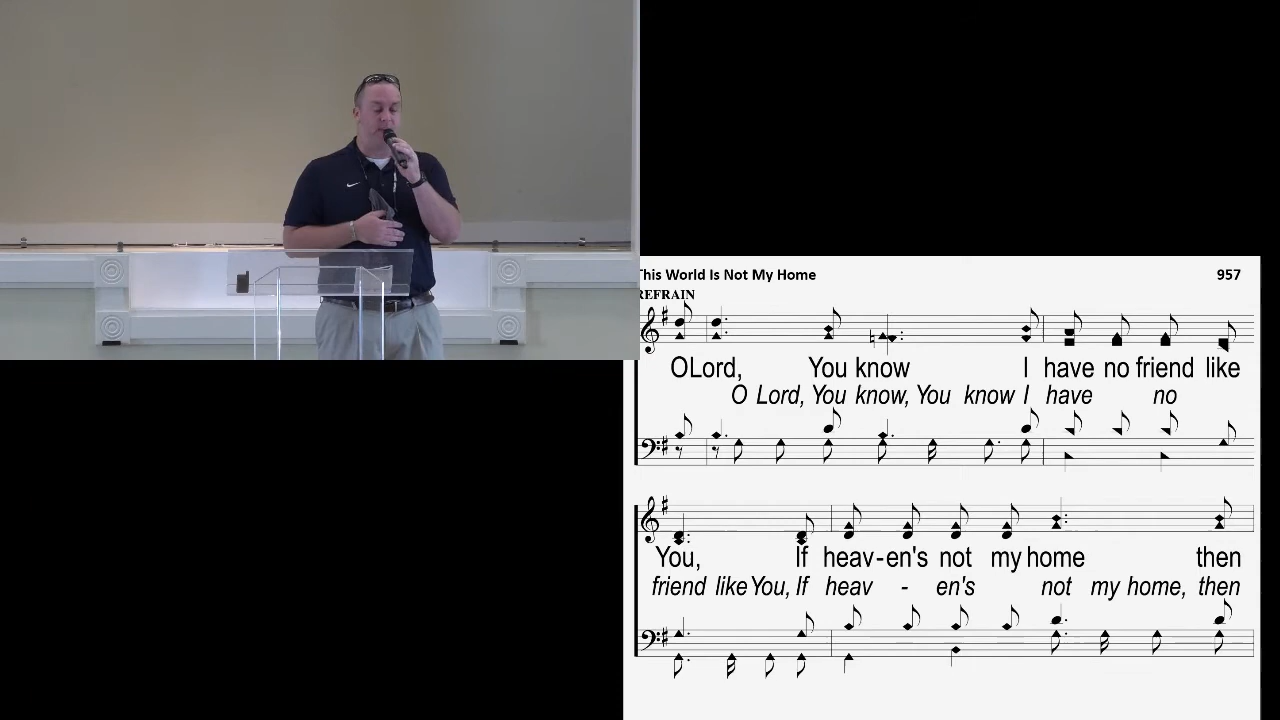 This World Is Not My Home 957
REFRAIN
OLord, You know I have no friend like
O Lord, You know, You know I have no
You, If heav-en's not my home then
friend like You, If heav - en's not my home, then